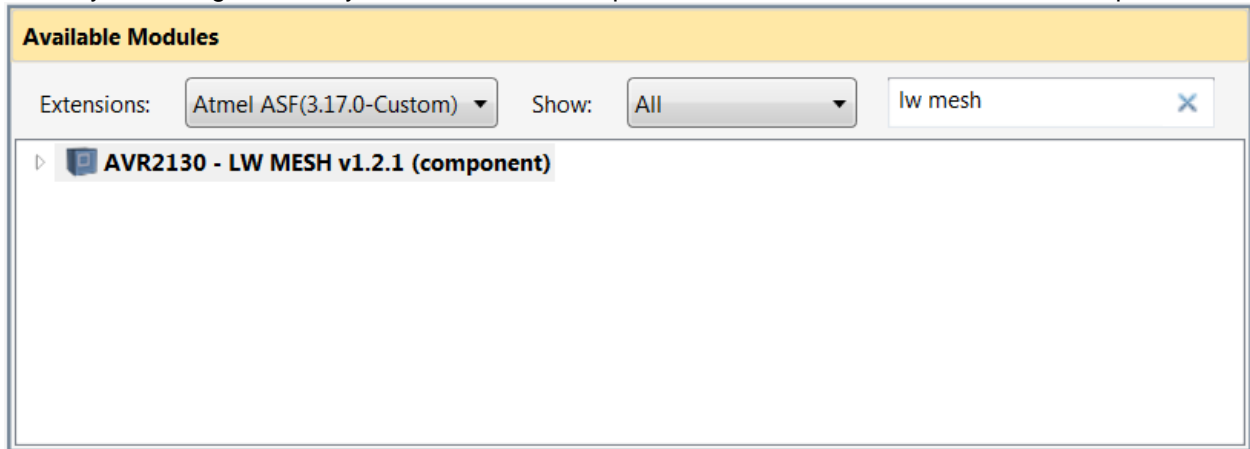 Available Modules
Extensions: Atmel ASF(3.17.0-Custom) Show: All lw mesh
AVR2130 - LW MESH v1.2.1 (component)